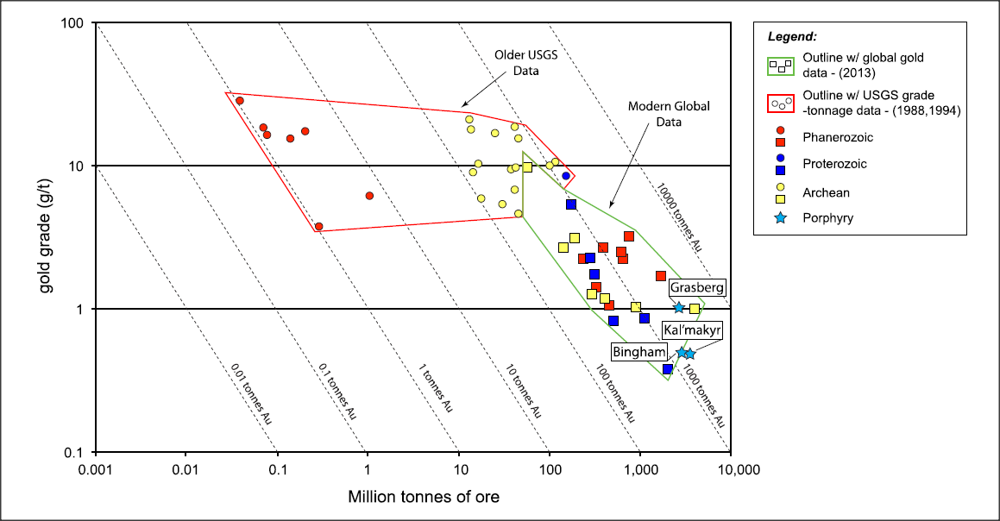 100
10
1
0.1
gold grade (g/t)
0.001
0.01
0.1
1
10
100
1,000
10,000
Million tonnes of ore
Older USGS
Data
Modern Global
Data
0.01 tonnes Au
0.1 tonnes Au
1 tonnes Au
10 tonnes Au
100 tonnes Au
1000 tonnes Au
10000 tonnes Au
Grasberg
Kal'makyr
Bingham
Legend:
Outline w/ global gold
data - (2013)
Outline w/ USGS grade
-tonnage data - (1988,1994)
Phanerozoic
Proterozoic
Archean
Porphyry